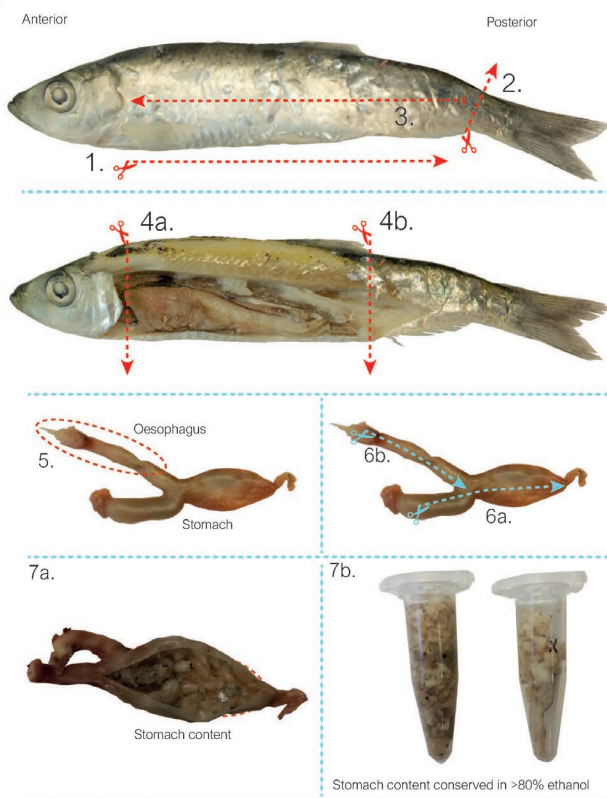 Anterior
Posterior
2.
3.
1.
4a.
4b.
Oesophagus
5.
Stomach
6b.
6a.
7a.
7b.
Stomach content
Stomach content conserved in >80% ethanol